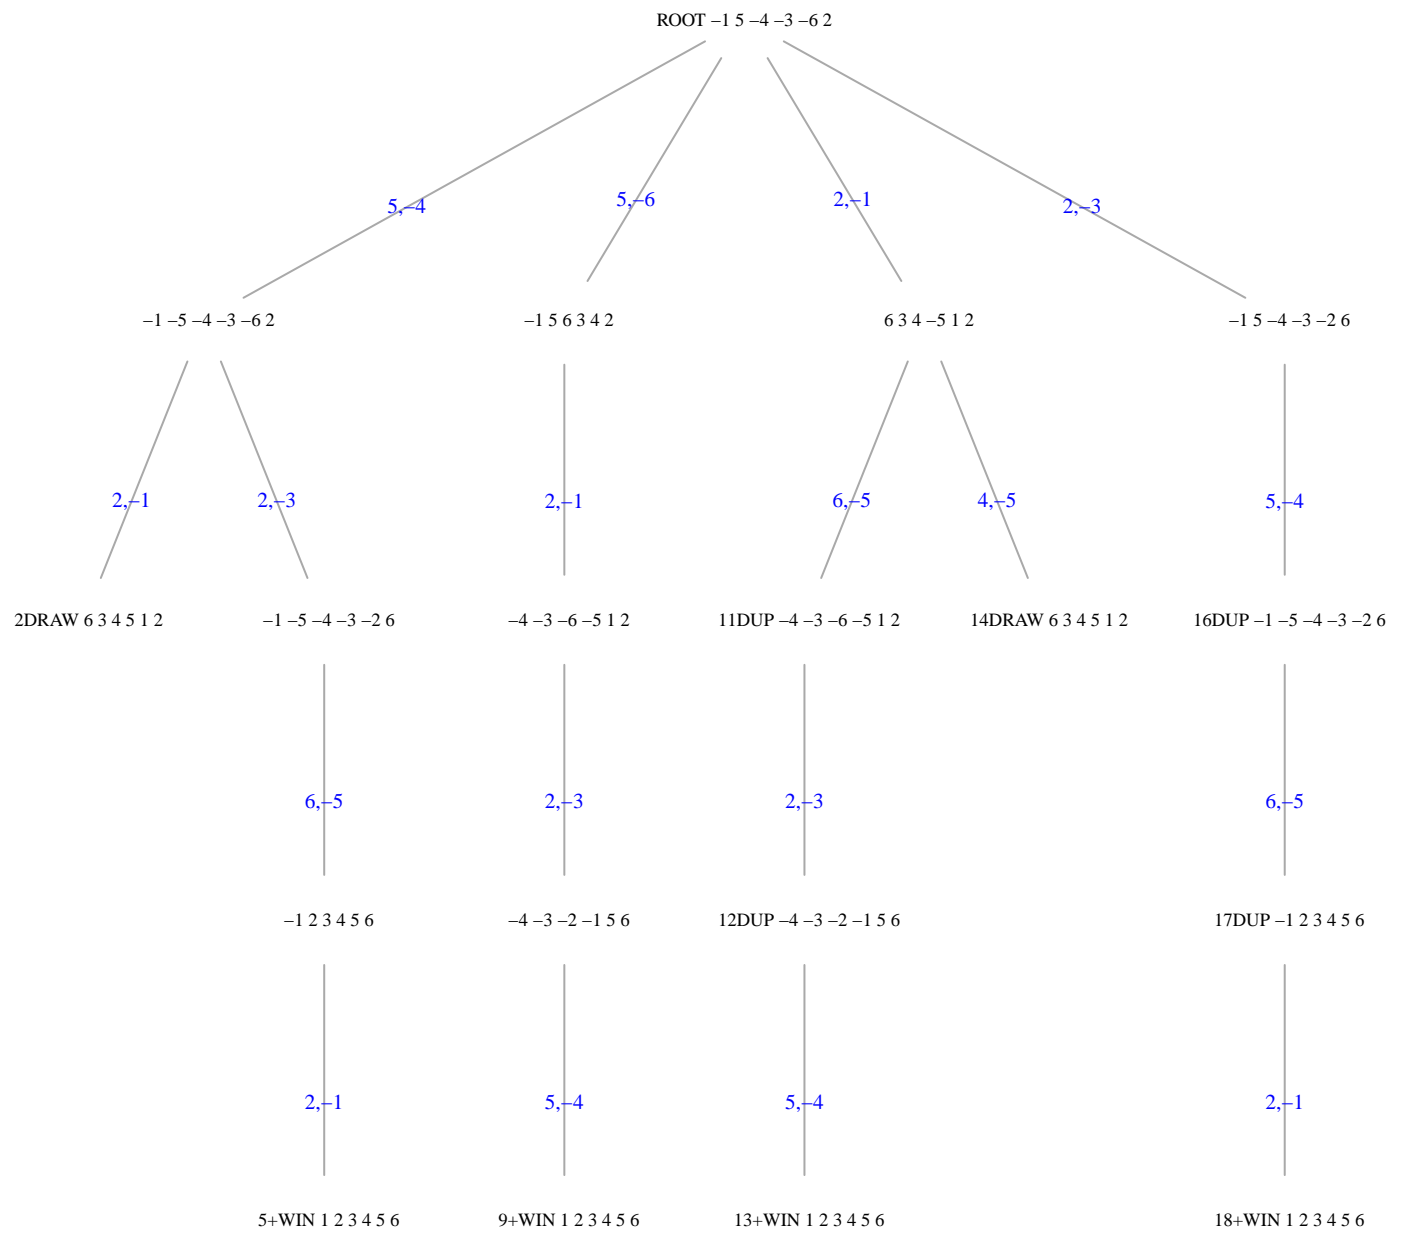 ROOT –1 5 –4 –3 –6 2
5,–4
5,–6
2,–1
2,–3
–1 –5 –4 –3 –6 2
–1 5 6 3 4 2
6 3 4 –5 1 2
–1 5 –4 –3 –2 6
2,–1
2,–3
2,–1
6,–5
4,–5
5,–4
2DRAW 6 3 4 5 1 2
–1 –5 –4 –3 –2 6
–4 –3 –6 –5 1 2
11DUP –4 –3 –6 –5 1 2
14DRAW 6 3 4 5 1 2
16DUP –1 –5 –4 –3 –2 6
6,–5
2,–3
2,–3
6,–5
–1 2 3 4 5 6
–4 –3 –2 –1 5 6
12DUP –4 –3 –2 –1 5 6
17DUP –1 2 3 4 5 6
2,–1
5,–4
5,–4
2,–1
5+WIN 1 2 3 4 5 6
9+WIN 1 2 3 4 5 6
13+WIN 1 2 3 4 5 6
18+WIN 1 2 3 4 5 6